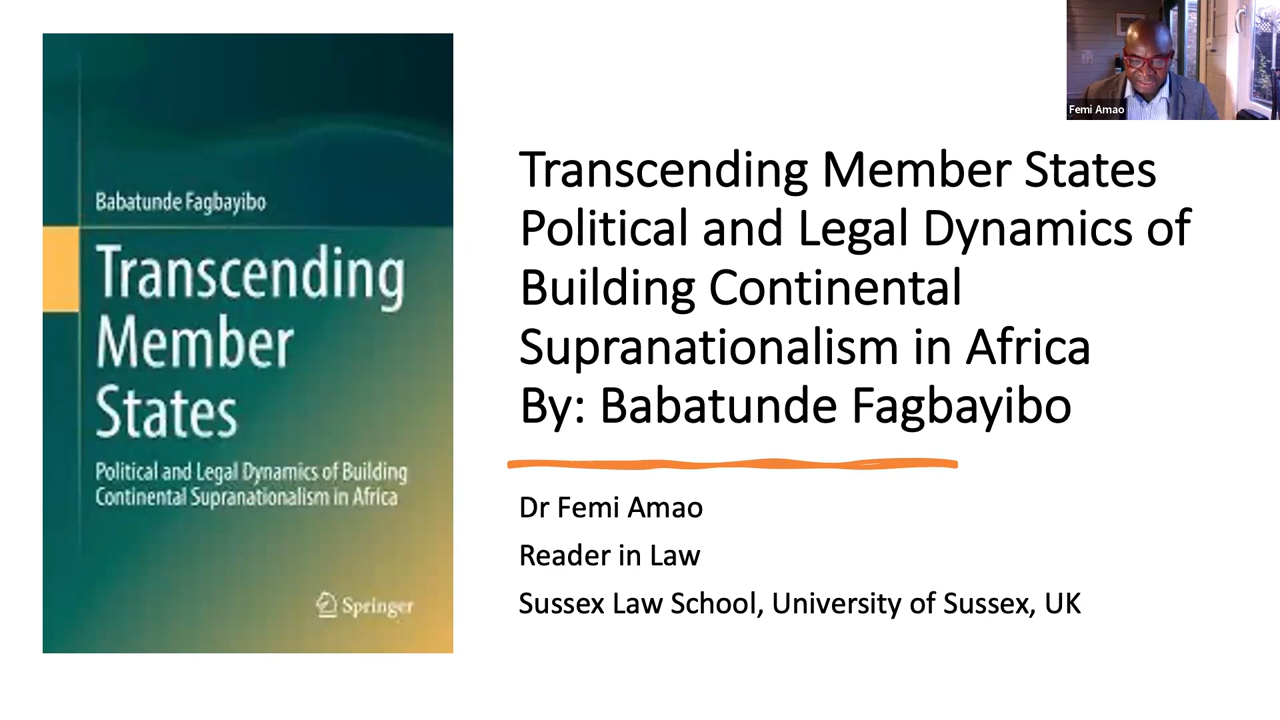 Babatunde Fagbayibo
Transcending
Member
States
Political and Legal Dynamics of Building
Continental Supranationalism in Africa
Springer
Femi Amao
Transcending Member States
Political and Legal Dynamics of
Building Continental
Supranationalism in Africa
By: Babatunde Fagbayibo
Dr Femi Amao
Reader in Law
Sussex Law School, University of Sussex, UK